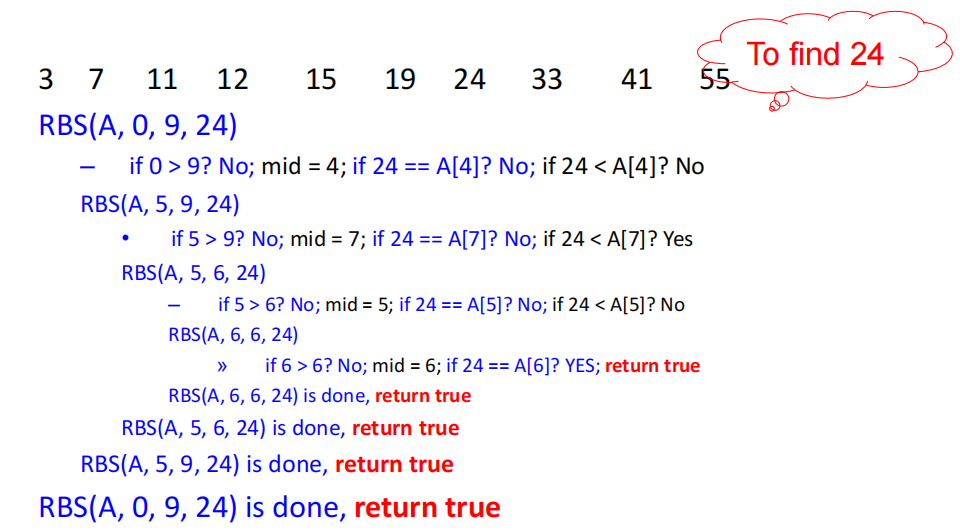 To find 24
3 7 11 12 15 19 24 33 41 55
RBS(A, 0, 9, 24)
– if 0 > 9? No; mid = 4; if 24 == A[4]? No; if 24 < A[4]? No
RBS(A, 5, 9, 24)
• if 5 > 9? No; mid = 7; if 24 == A[7]? No; if 24 < A[7]? Yes
RBS(A, 5, 6, 24)
– if 5 > 6? No; mid = 5; if 24 == A[5]? No; if 24 < A[5]? No
RBS(A, 6, 6, 24)
» if 6 > 6? No; mid = 6; if 24 == A[6]? YES; return true
RBS(A, 6, 6, 24) is done, return true
RBS(A, 5, 6, 24) is done, return true
RBS(A, 5, 9, 24) is done, return true
RBS(A, 0, 9, 24) is done, return true